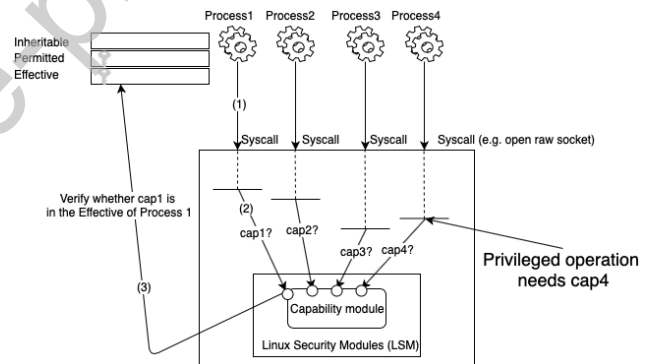 Process1 Process2 Process3 Process4
Inheritable
Permitted
Effective
(1)
Syscall Syscall Syscall Syscall (e.g. open raw socket)
Verify whether cap1 is
in the Effective of Process 1
(2)
cap1? cap2? cap3? cap4?
Privileged operation
needs cap4
(3)
Capability module
Linux Security Modules (LSM)